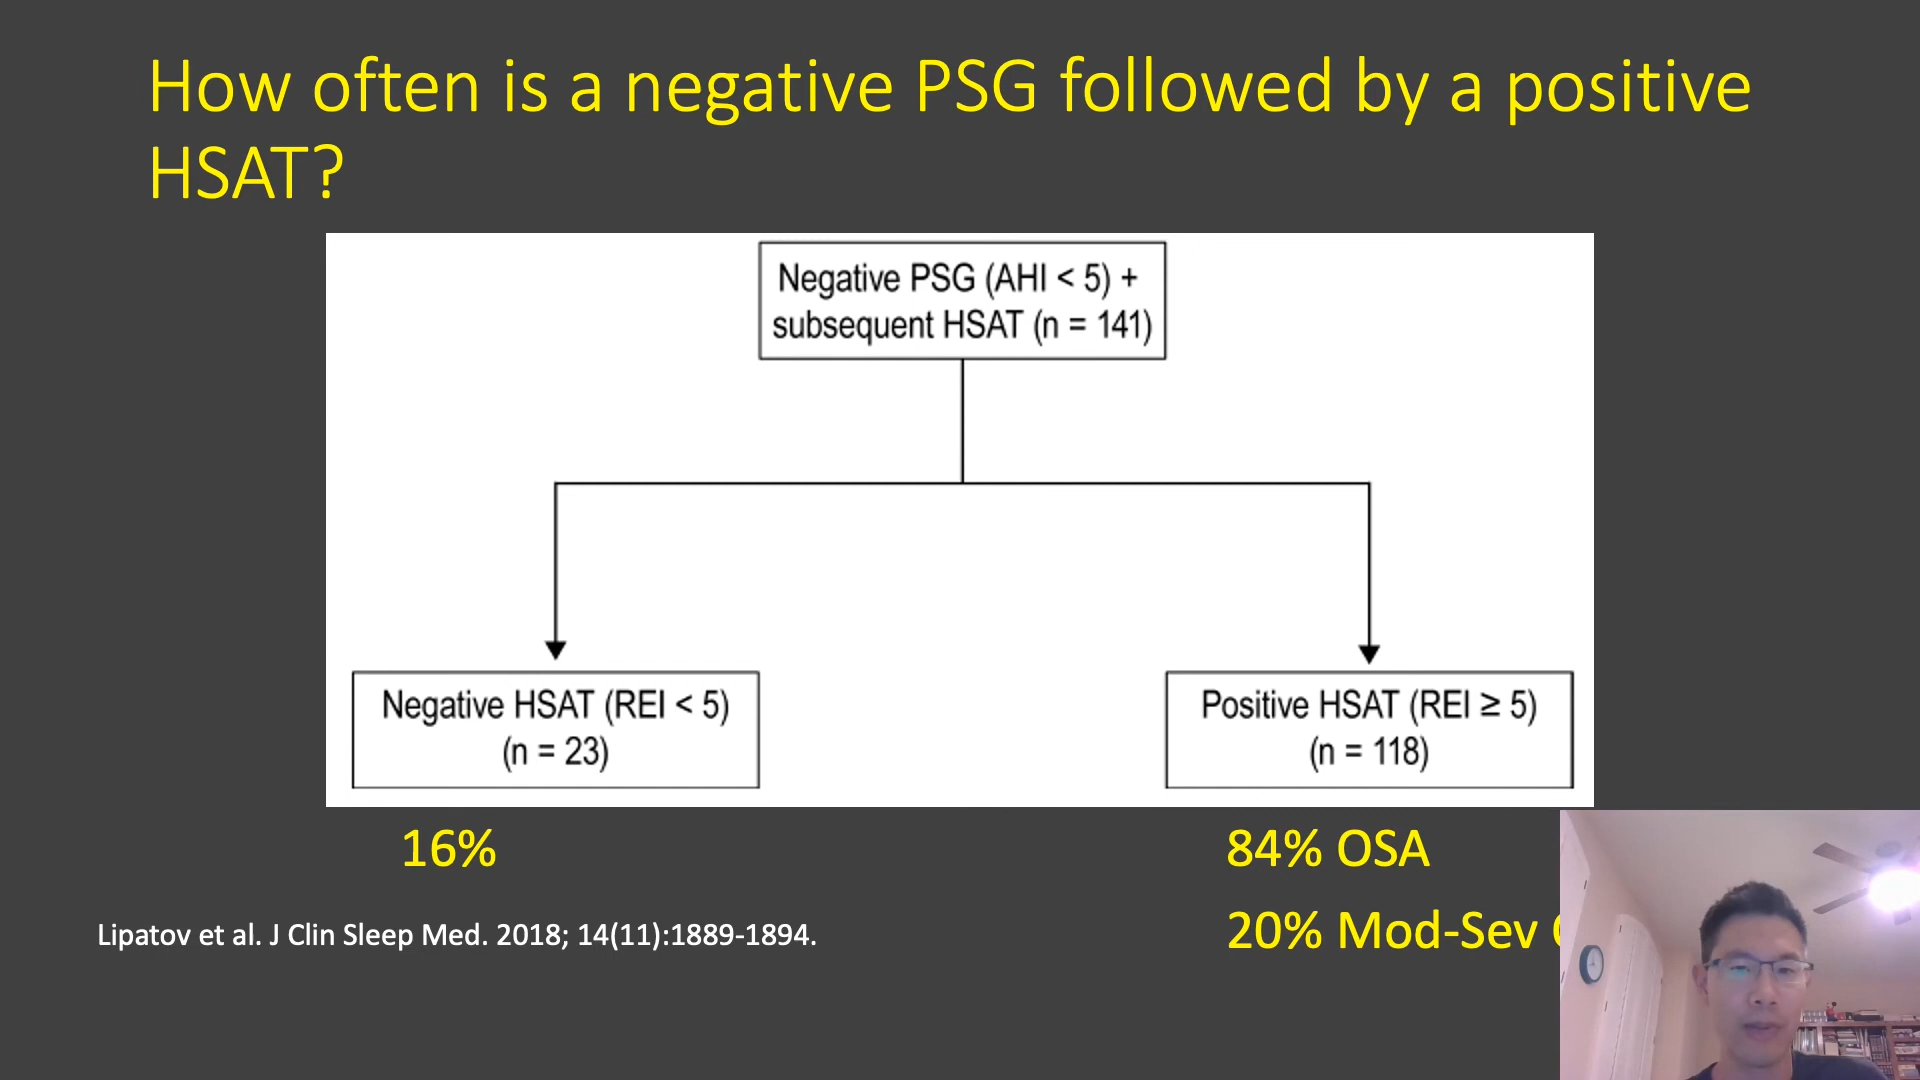 How often is a negative PSG followed by a positive
HSAT?
Negative PSG (AHI < 5) +
subsequent HSAT (n = 141)
Negative HSAT (REI < 5)
(n = 23)
Positive HSAT (REI ≥ 5)
(n = 118)
16%
84% OSA
20% Mod-Sev
Lipatov et al. J Clin Sleep Med. 2018; 14(11):1889-1894.